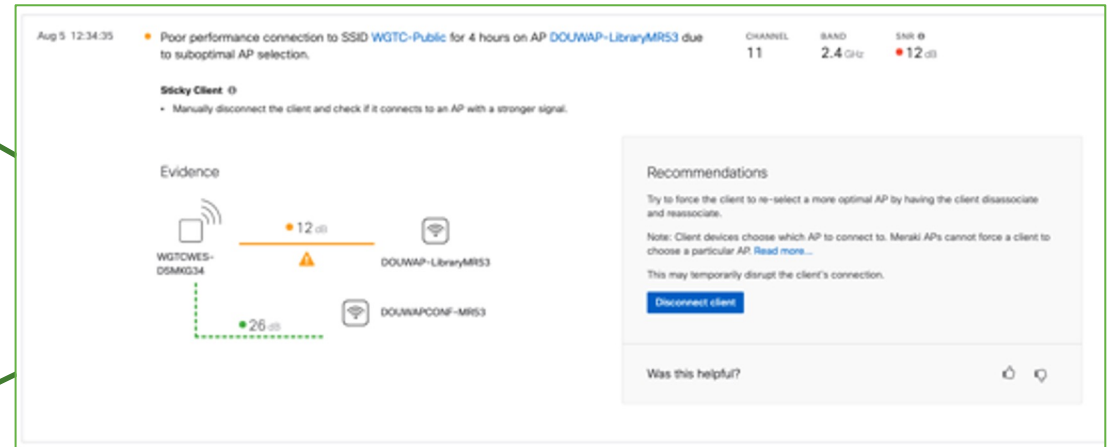 Aug 5 12:34:35
Poor performance connection to SSID WGTC-Public for 4 hours on AP DOUWAP-LibraryMR53 due
to suboptimal AP selection.
CHANNEL
11
BAND
2.4 GHz
SNR
12 dB
Sticky Client
Manually disconnect the client and check if it connects to an AP with a stronger signal.
Evidence
12 dB
WGTCWES-
DSMKG34
DOUWAP-LibraryMR53
26 dB
DOUWAPCONF-MR53
Recommendations
Try to force the client to re-select a more optimal AP by having the client disassociate
and reassociate.
Note: Client devices choose which AP to connect to. Meraki APs cannot force a client to
choose a particular AP. Read more...
This may temporarily disrupt the client's connection.
Disconnect client
Was this helpful?